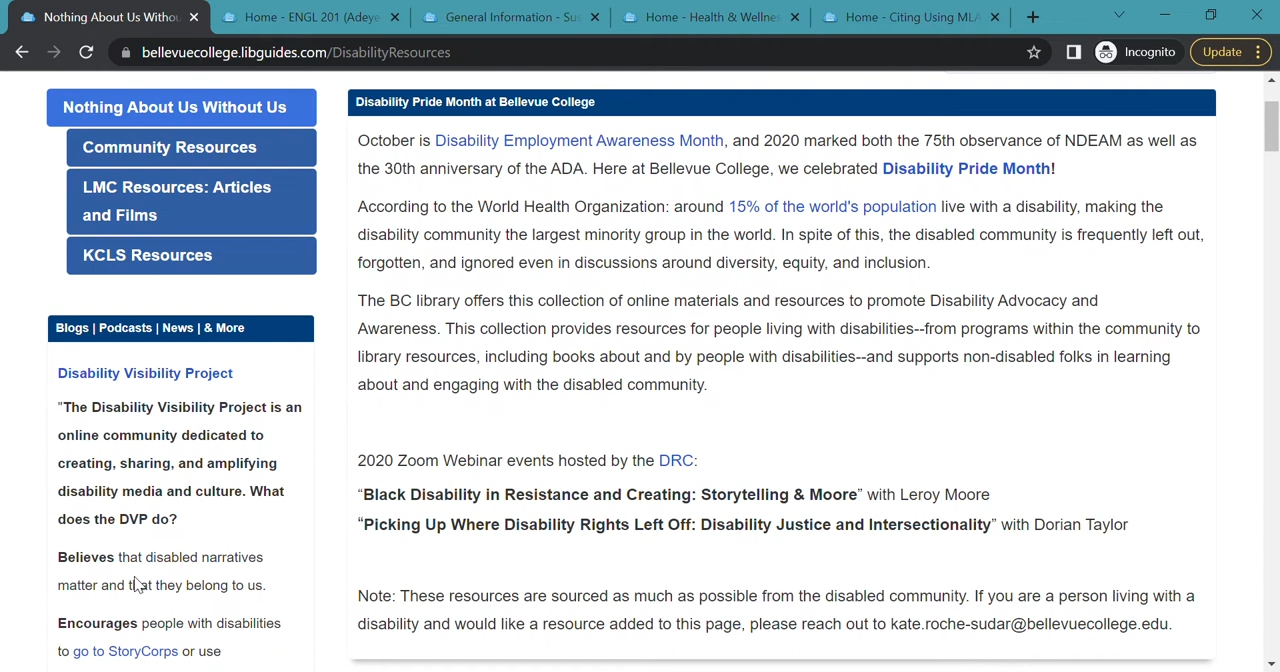 Nothing About Us Withou
Home - ENGL 201 (Adeye
General Information - Sus
Home - Health & Wellnes
Home - Citing Using MLA
bellevuecollege.libguides.com/DisabilityResources
Incognito
Update
Nothing About Us Without Us
Community Resources
LMC Resources: Articles
and Films
KCLS Resources
Blogs | Podcasts | News | & More
Disability Visibility Project
"The Disability Visibility Project is an
online community dedicated to
creating, sharing, and amplifying
disability media and culture. What
does the DVP do?
Believes that disabled narratives
matter and that they belong to us.
Encourages people with disabilities
to go to StoryCorps or use
Disability Pride Month at Bellevue College
October is Disability Employment Awareness Month, and 2020 marked both the 75th observance of NDEAM as well as
the 30th anniversary of the ADA. Here at Bellevue College, we celebrated Disability Pride Month!
According to the World Health Organization: around 15% of the world's population live with a disability, making the
disability community the largest minority group in the world. In spite of this, the disabled community is frequently left out,
forgotten, and ignored even in discussions around diversity, equity, and inclusion.
The BC library offers this collection of online materials and resources to promote Disability Advocacy and
Awareness. This collection provides resources for people living with disabilities--from programs within the community to
library resources, including books about and by people with disabilities--and supports non-disabled folks in learning
about and engaging with the disabled community.
2020 Zoom Webinar events hosted by the DRC:
“Black Disability in Resistance and Creating: Storytelling & Moore” with Leroy Moore
“Picking Up Where Disability Rights Left Off: Disability Justice and Intersectionality” with Dorian Taylor
Note: These resources are sourced as much as possible from the disabled community. If you are a person living with a
disability and would like a resource added to this page, please reach out to kate.roche-sudar@bellevuecollege.edu.